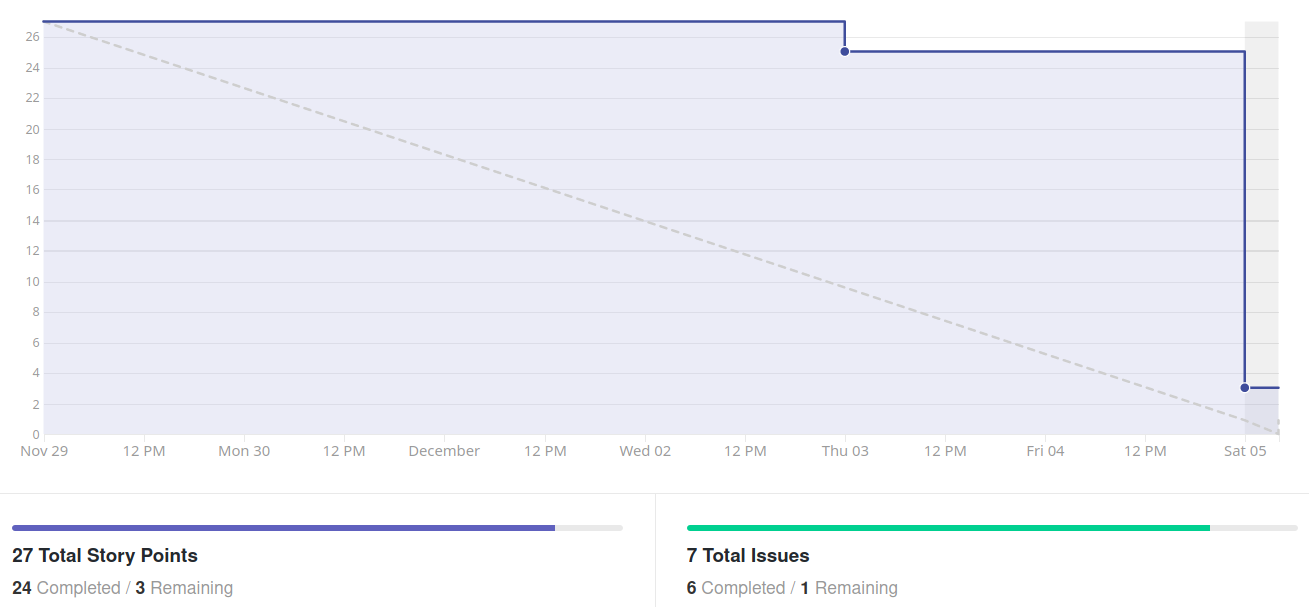 26
24
22
20
18
16
14
12
10
8
6
4
2
0
Nov 29 12 PM Mon 30 12 PM December 12 PM Wed 02 12 PM Thu 03 12 PM Fri 04 12 PM Sat 05
27 Total Story Points
24 Completed / 3 Remaining
7 Total Issues
6 Completed / 1 Remaining